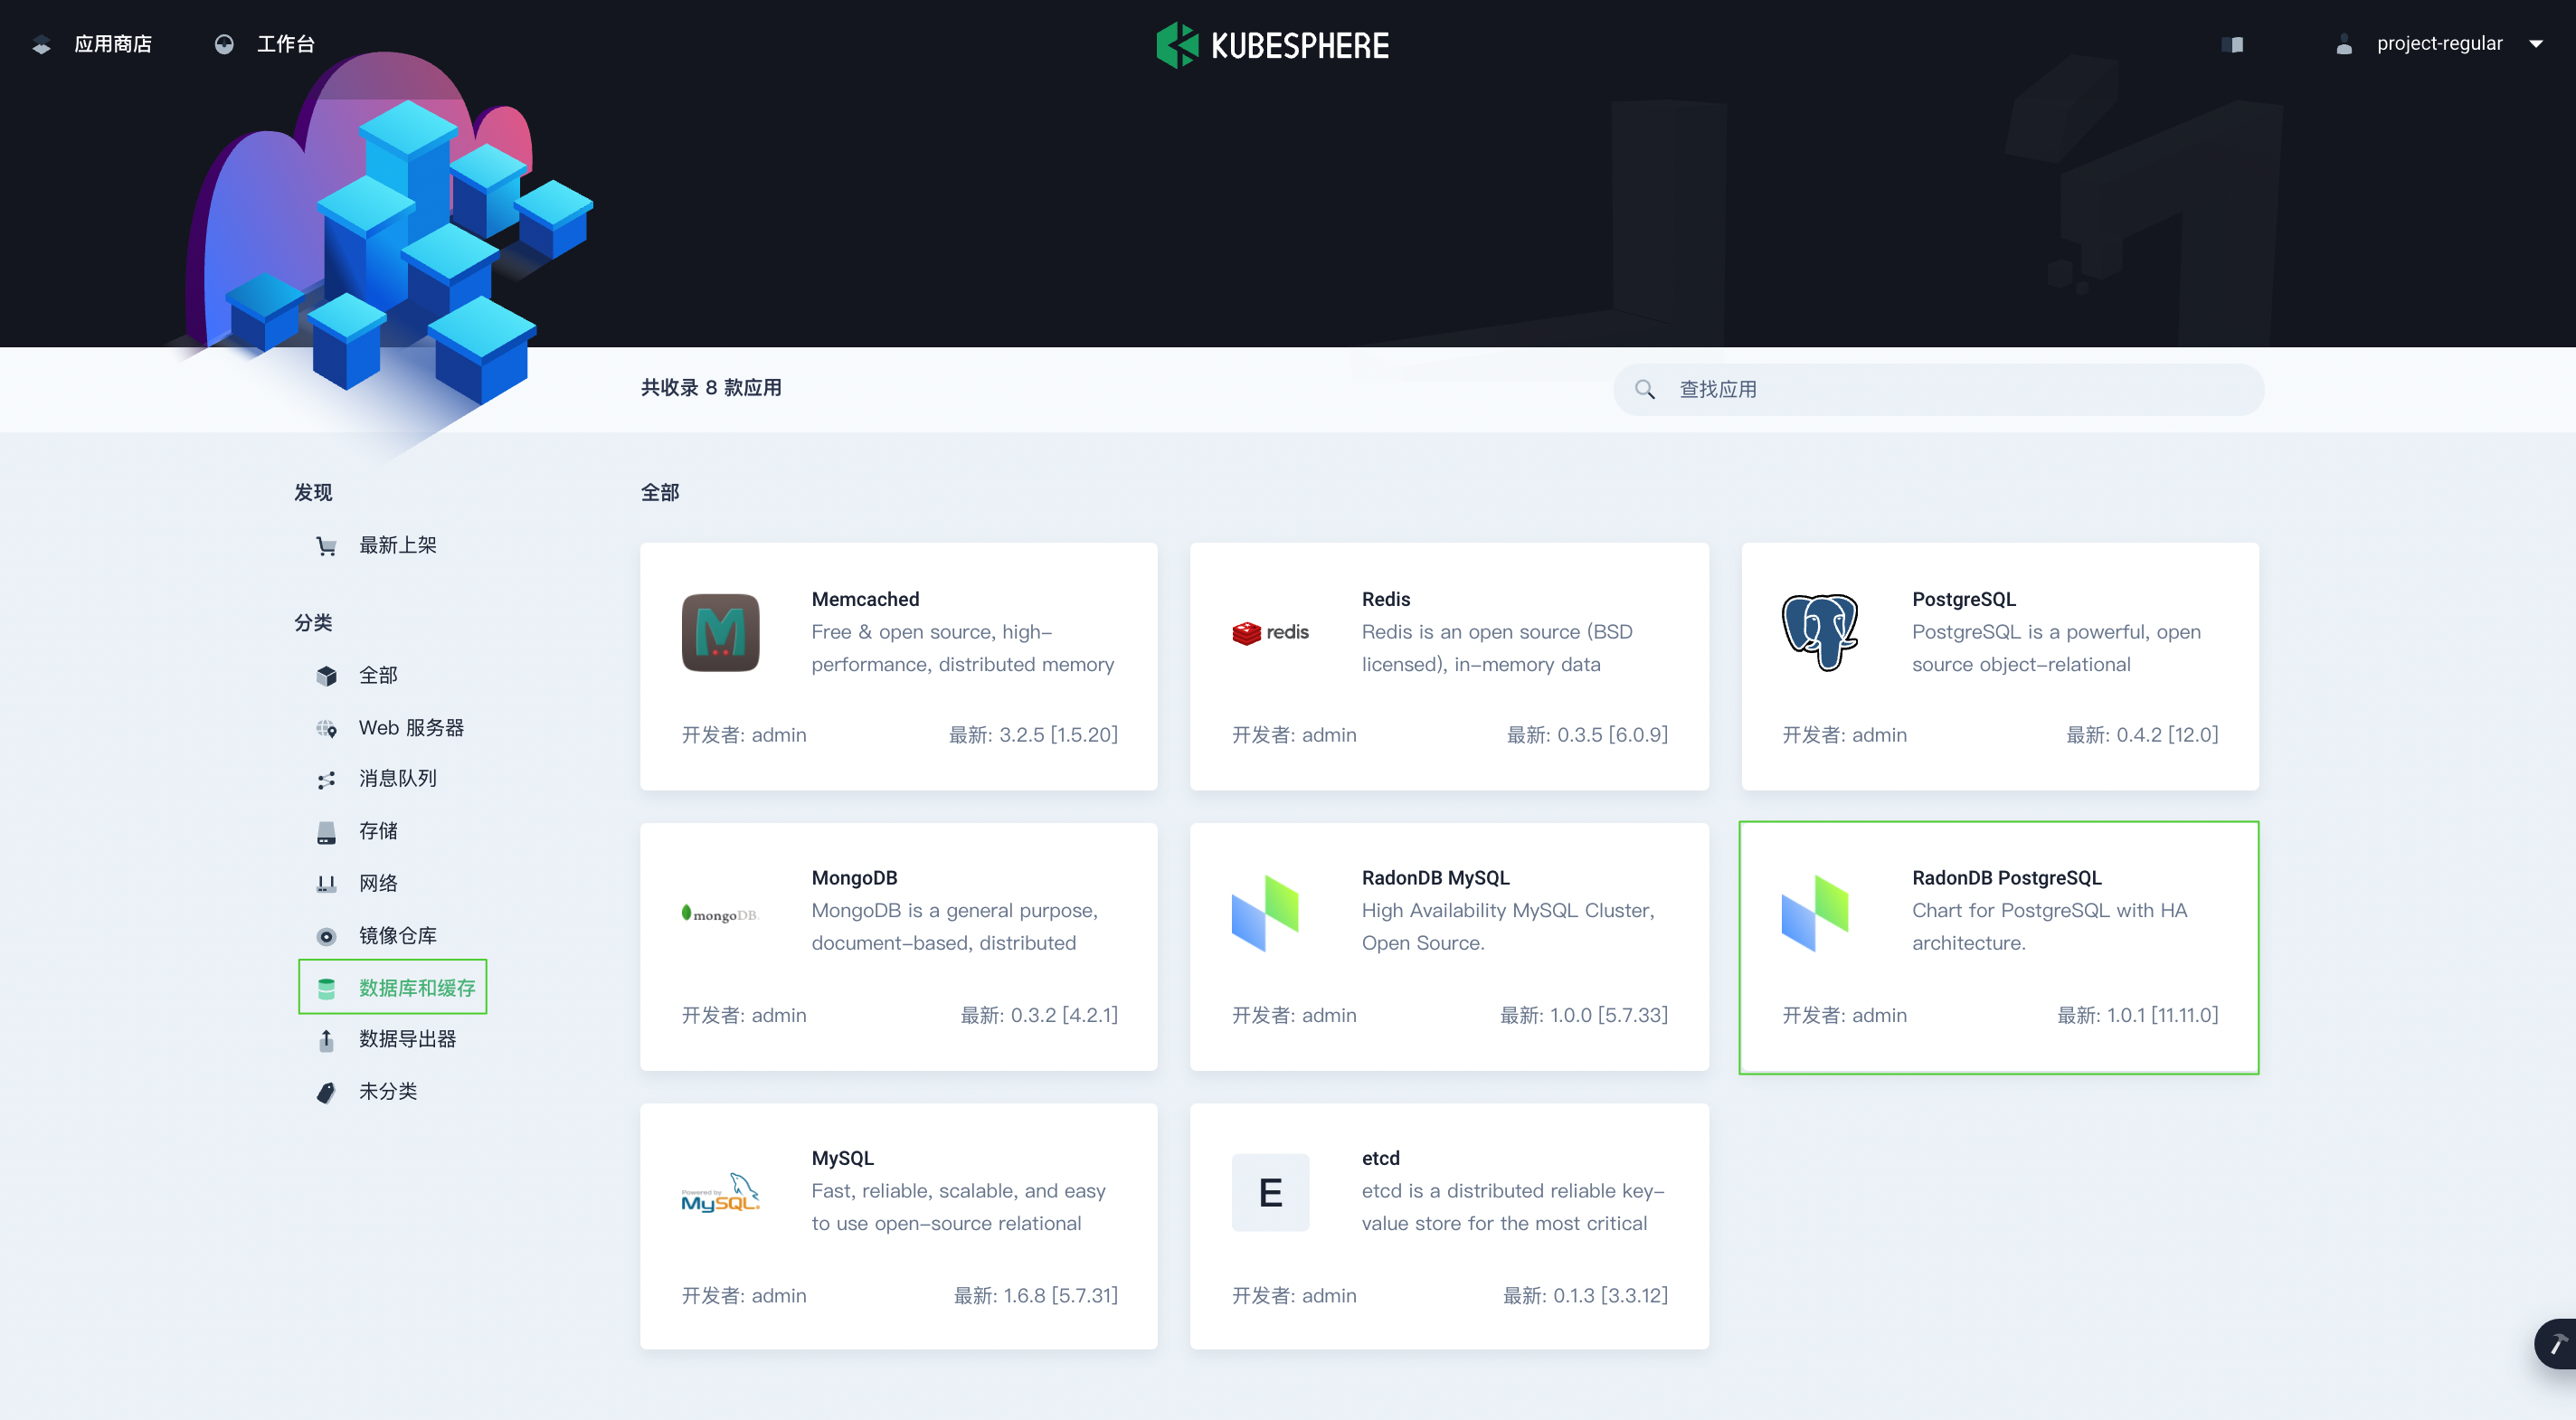 应用商店
工作台
KUBESPHERE
project-regular
共收录 8 款应用
查找应用
发现
最新上架
分类
全部
Web 服务器
消息队列
存储
网络
镜像仓库
数据库和缓存
数据导出器
未分类
全部
Memcached
Free & open source, high-
performance, distributed memory
开发者: admin
最新: 3.2.5 [1.5.20]
redis
Redis
Redis is an open source (BSD
licensed), in-memory data
开发者: admin
最新: 0.3.5 [6.0.9]
PostgreSQL
PostgreSQL is a powerful, open
source object-relational
开发者: admin
最新: 0.4.2 [12.0]
mongoDB.
MongoDB
MongoDB is a general purpose,
document-based, distributed
开发者: admin
最新: 0.3.2 [4.2.1]
RadonDB MySQL
High Availability MySQL Cluster,
Open Source.
开发者: admin
最新: 1.0.0 [5.7.33]
RadonDB PostgreSQL
Chart for PostgreSQL with HA
architecture.
开发者: admin
最新: 1.0.1 [11.11.0]
Powered by
MySQL
MySQL
Fast, reliable, scalable, and easy
to use open-source relational
开发者: admin
最新: 1.6.8 [5.7.31]
E
etcd
etcd is a distributed reliable key-
value store for the most critical
开发者: admin
最新: 0.1.3 [3.3.12]